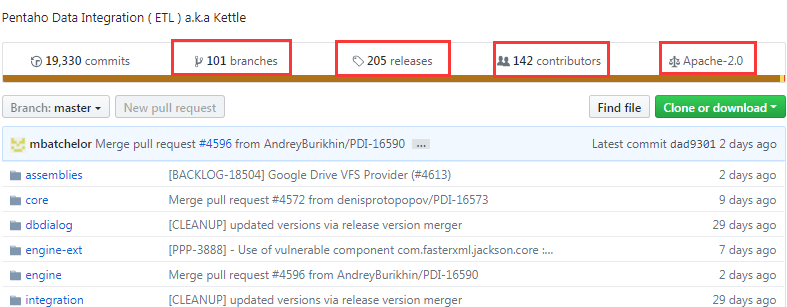 Pentaho Data Integration ( ETL ) a.k.a Kettle
19,330 commits 101 branches 205 releases 142 contributors Apache-2.0
Branch: master New pull request Find file Clone or download
mbatchelor Merge pull request #4596 from AndreyBurikhin/PDI-16590 ... Latest commit dad9301 2 days ago
assemblies [BACKLOG-18504] Google Drive VFS Provider (#4613) 2 days ago
core Merge pull request #4572 from denisprotopopov/PDI-16573 9 days ago
dbdialog [CLEANUP] updated versions via release version merger 29 days ago
engine-ext [PPP-3888] - Use of vulnerable component com.fasterxml.jackson.core :... 7 days ago
engine Merge pull request #4596 from AndreyBurikhin/PDI-16590 2 days ago
integration [CLEANUP] updated versions via release version merger 29 days ago